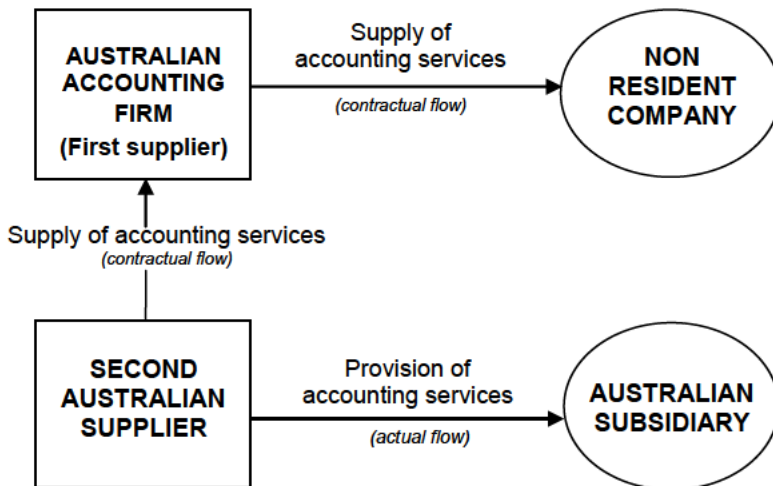 AUSTRALIAN
ACCOUNTING
FIRM
(First supplier)
Supply of
accounting services
(contractual flow)
NON
RESIDENT
COMPANY
Supply of accounting services
(contractual flow)
SECOND
AUSTRALIAN
SUPPLIER
Provision of
accounting services
(actual flow)
AUSTRALIAN
SUBSIDIARY